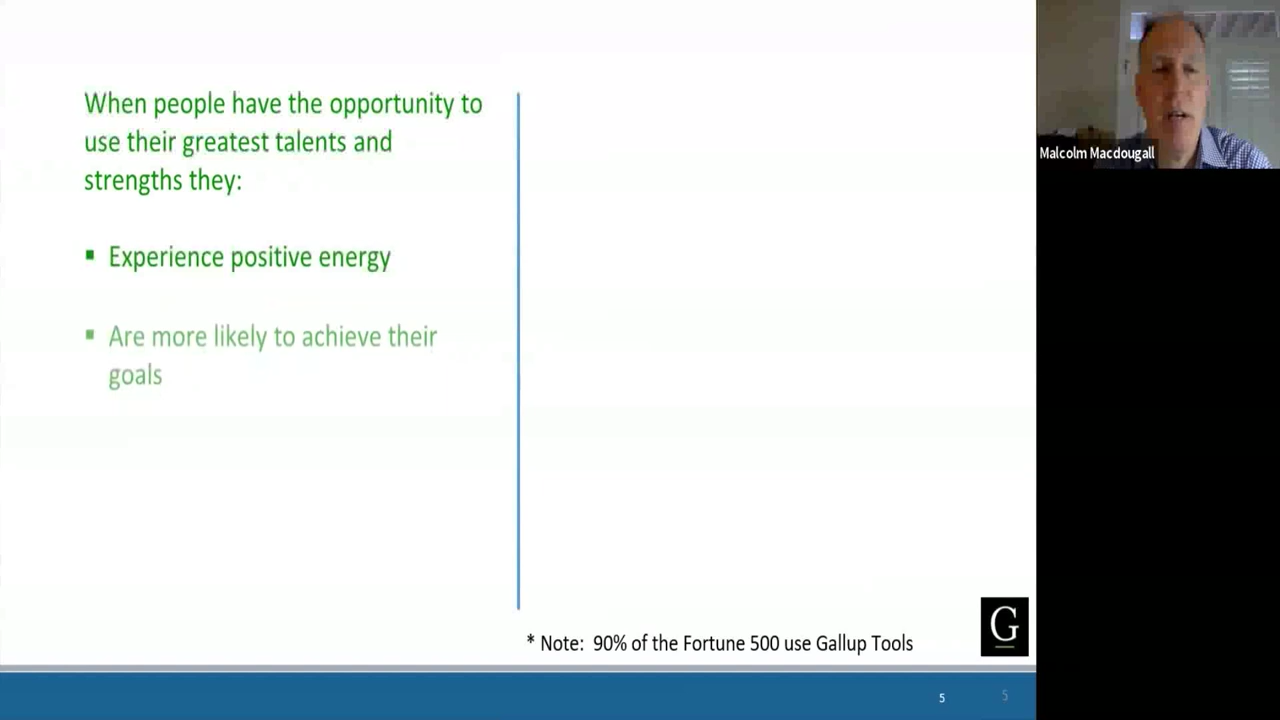 When people have the opportunity to
use their greatest talents and
strengths they:
▪ Experience positive energy
▪ Are more likely to achieve their
goals
* Note: 90% of the Fortune 500 use Gallup Tools
G
5
5
Malcolm Macdougall